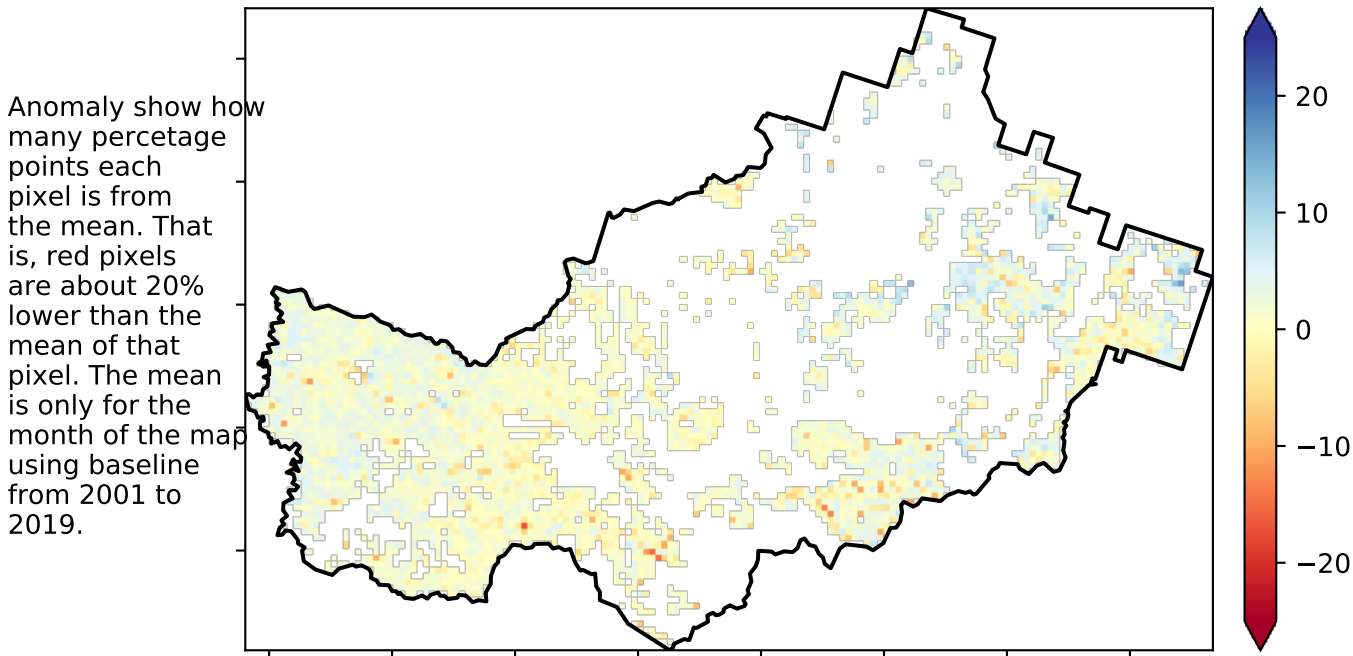 Anomaly show how
many percetage
points each
pixel is from
the mean. That
is, red pixels
are about 20%
lower than the
mean of that
pixel. The mean
is only for the
month of the map
using baseline
from 2001 to
2019.
20
10
0
−10
−20